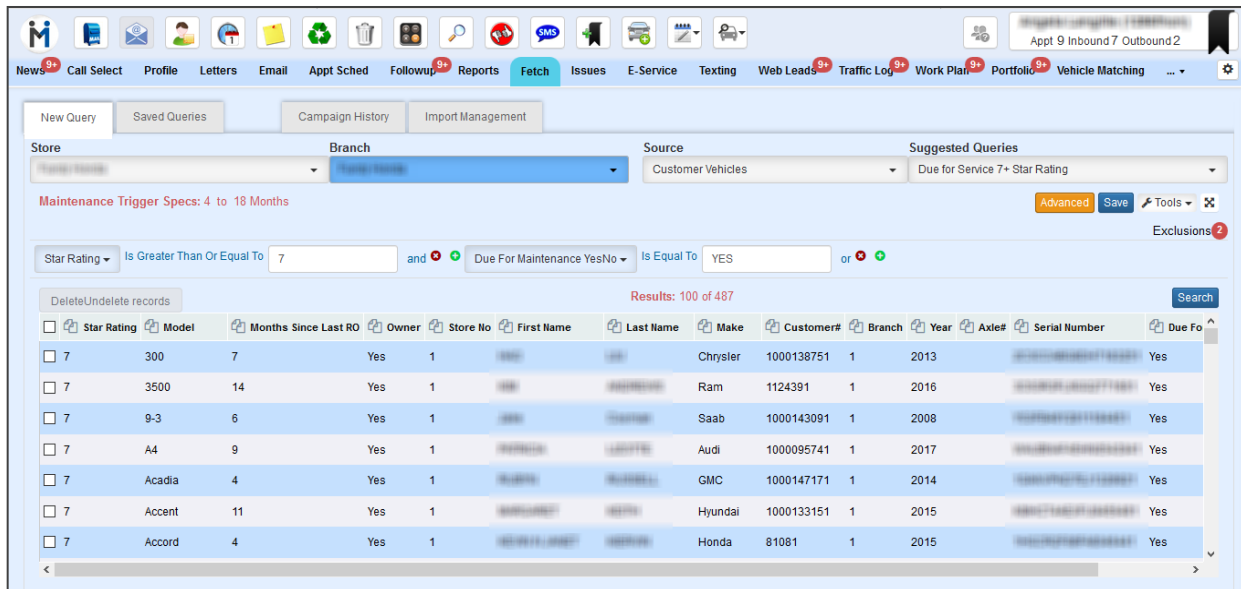 SMS
Appt 9 Inbound 7 Outbound 2
News 9+ Call Select Profile Letters Email Appt Sched Followup 9+ Reports Fetch Issues E-Service Texting Web Leads 9+ Traffic Log 9+ Work Plan 9+ Portfolio 9+ Vehicle Matching ...
New Query Saved Queries Campaign History Import Management
Store Branch Source Suggested Queries
Customer Vehicles Due for Service 7+ Star Rating
Maintenance Trigger Specs: 4 to 18 Months Advanced Save Tools
Exclusions 2
Star Rating Is Greater Than Or Equal To 7 and Due For Maintenance YesNo Is Equal To YES or
DeleteUndelete records Results: 100 of 487 Search
Star Rating Model Months Since Last RO Owner Store No First Name Last Name Make Customer# Branch Year Axle# Serial Number Due Fo
7 300 7 Yes 1 Chrysler 1000138751 1 2013 Yes
7 3500 14 Yes 1 Ram 1124391 1 2016 Yes
7 9-3 6 Yes 1 Saab 1000143091 1 2008 Yes
7 A4 9 Yes 1 Audi 1000095741 1 2017 Yes
7 Acadia 4 Yes 1 GMC 1000147171 1 2014 Yes
7 Accent 11 Yes 1 Hyundai 1000133151 1 2015 Yes
7 Accord 4 Yes 1 Honda 81081 1 2015 Yes